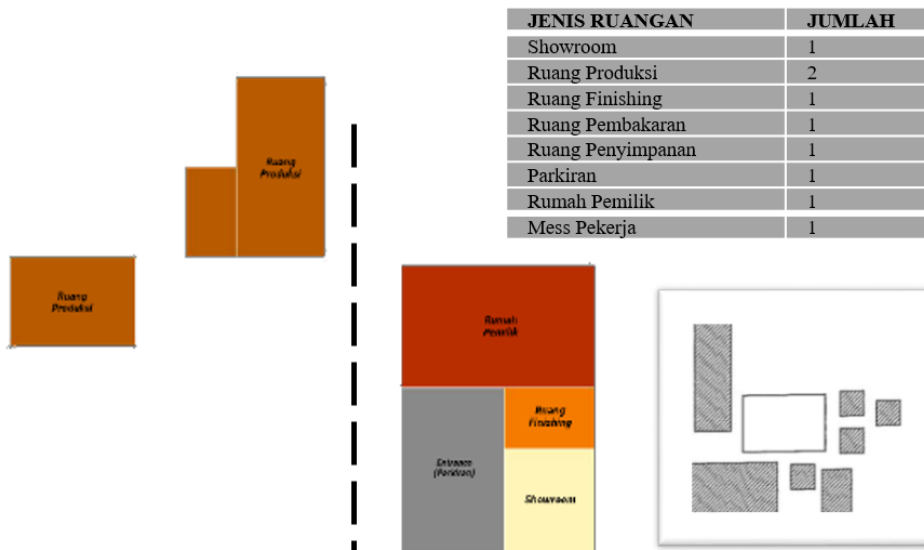 JENIS RUANGAN JUMLAH
Showroom 1
Ruang Produksi 2
Ruang Finishing 1
Ruang Pembakaran 1
Ruang Penyimpanan 1
Parkiran 1
Rumah Pemilik 1
Mess Pekerja 1
Ruang
Produksi
Ruang
Produksi
Rumah
Pemilik
Ruang
Finishing
Entrance
(Parkiran)
Showroom